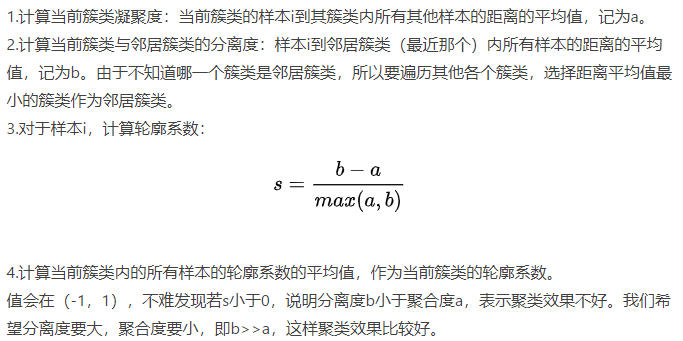 1.计算当前簇类凝聚度：当前簇类的样本i到其簇类内所有其他样本的距离的平均值，记为a。
2.计算当前簇类与邻居簇类的分离度：样本i到邻居簇类（最近那个）内所有样本的距离的平均
值，记为b。由于不知道哪一个簇类是邻居簇类，所以要遍历其他各个簇类，选择距离平均值最
小的簇类作为邻居簇类。
3.对于样本i，计算轮廓系数：
s = \frac{b - a}{max(a, b)}
4.计算当前簇类内的所有样本的轮廓系数的平均值，作为当前簇类的轮廓系数。
值会在（-1，1），不难发现若s小于0，说明分离度b小于聚合度a，表示聚类效果不好。我们希
望分离度要大，聚合度要小，即b>>a，这样聚类效果比较好。